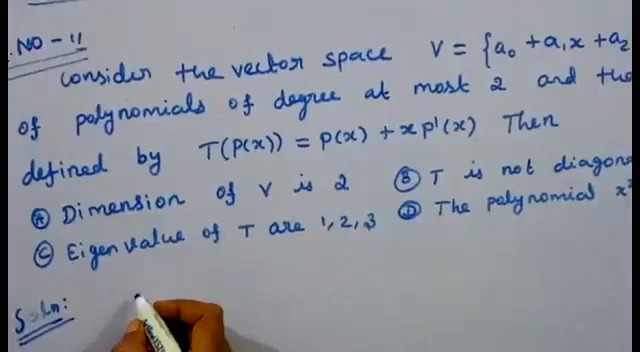 .NO - 11
Consider the vector space V = {a₀ + a₁x + a₂
of polynomials of degree at most 2 and the
defined by T(p(x)) = p(x) + x p'(x) Then
Ⓐ Dimension of V is 2 Ⓑ T is not diagona
Ⓒ Eigen value of T are 1, 2, 3 Ⓓ The polynomial x²
Soln: